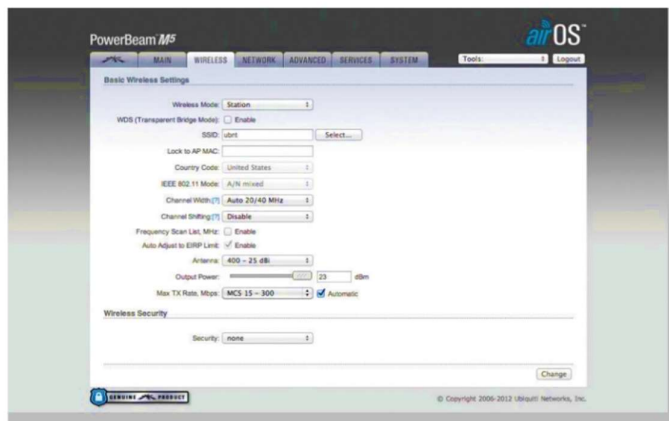 PowerBeam M5
airOS™
MAIN WIRELESS NETWORK ADVANCED SERVICES SYSTEM Tools: Logout
Basic Wireless Settings
Wireless Mode: Station
WDS (Transparent Bridge Mode): Enable
SSID: ubnt Select...
Lock to AP MAC:
Country Code: United States
IEEE 802.11 Mode: A/N mixed
Channel Width:[?] Auto 20/40 MHz
Channel Shifting:[?] Disable
Frequency Scan List, MHz: Enable
Auto Adjust to EIRP Limit: Enable
Antenna: 400 - 25 dBi
Output Power: 23 dBm
Max TX Rate, Mbps: MCS 15 - 300 Automatic
Wireless Security
Security: none
Change
GENUINE PRODUCT
© Copyright 2006-2012 Ubiquiti Networks, Inc.